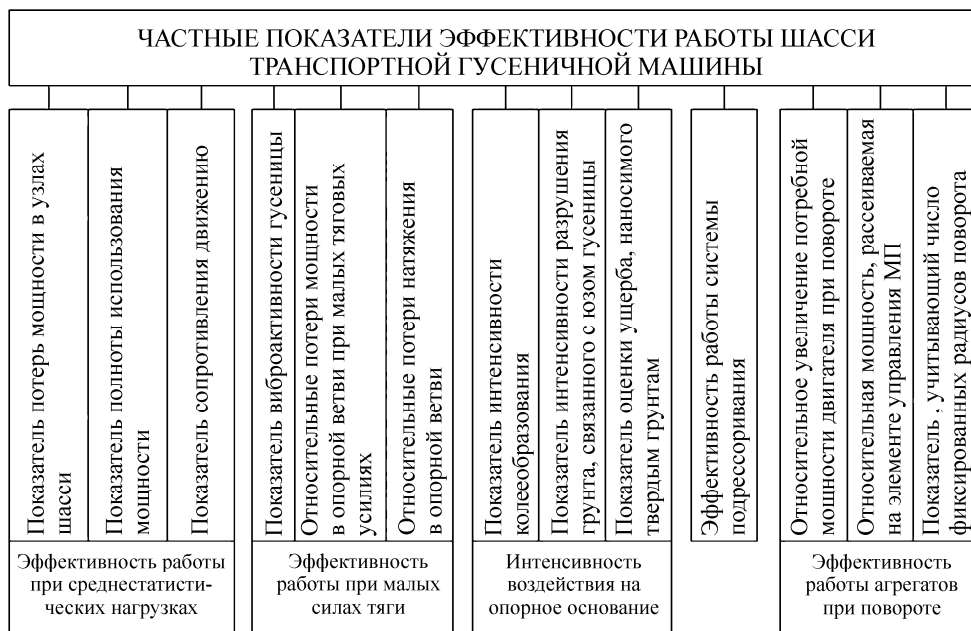 ЧАСТНЫЕ ПОКАЗАТЕЛИ ЭФФЕКТИВНОСТИ РАБОТЫ ШАССИ
ТРАНСПОРТНОЙ ГУСЕНИЧНОЙ МАШИНЫ
Показатель потерь мощности в узлах
шасси
Показатель полноты использования
мощности
Показатель сопротивления движению
Эффективность работы
при среднестатисти-
ческих нагрузках
Показатель виброактивности гусеницы
Относительные потери мощности
в опорной ветви при малых тяговых
усилиях
Относительные потери натяжения
в опорной ветви
Эффективность
работы при малых
силах тяги
Показатель интенсивности
колееобразования
Показатель интенсивности разрушения
грунта, связанного с юзом гусеницы
Показатель оценки ущерба, наносимого
твердым грунтам
Интенсивность
воздействия на
опорное основание
Эффективность работы системы
подрессоривания
Относительное увеличение потребной
мощности двигателя при повороте
Относительная мощность, рассеиваемая
на элементе управления МП
Показатель , учитывающий число
фиксированных радиусов поворота
Эффективность
работы агрегатов
при повороте